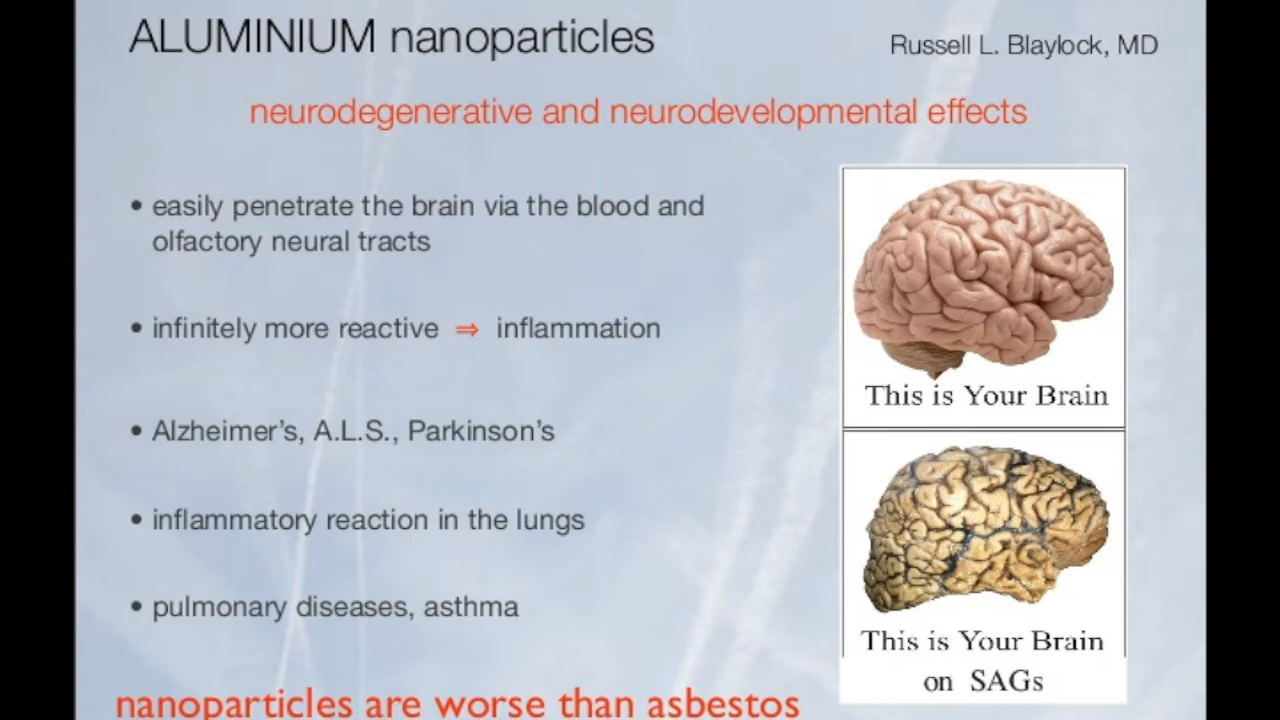 ALUMINIUM nanoparticles
Russell L. Blaylock, MD
neurodegenerative and neurodevelopmental effects
• easily penetrate the brain via the blood and
olfactory neural tracts
• infinitely more reactive ⇒ inflammation
• Alzheimer's, A.L.S., Parkinson's
• inflammatory reaction in the lungs
• pulmonary diseases, asthma
nanoparticles are worse than asbestos
This is Your Brain
This is Your Brain
on SAGs